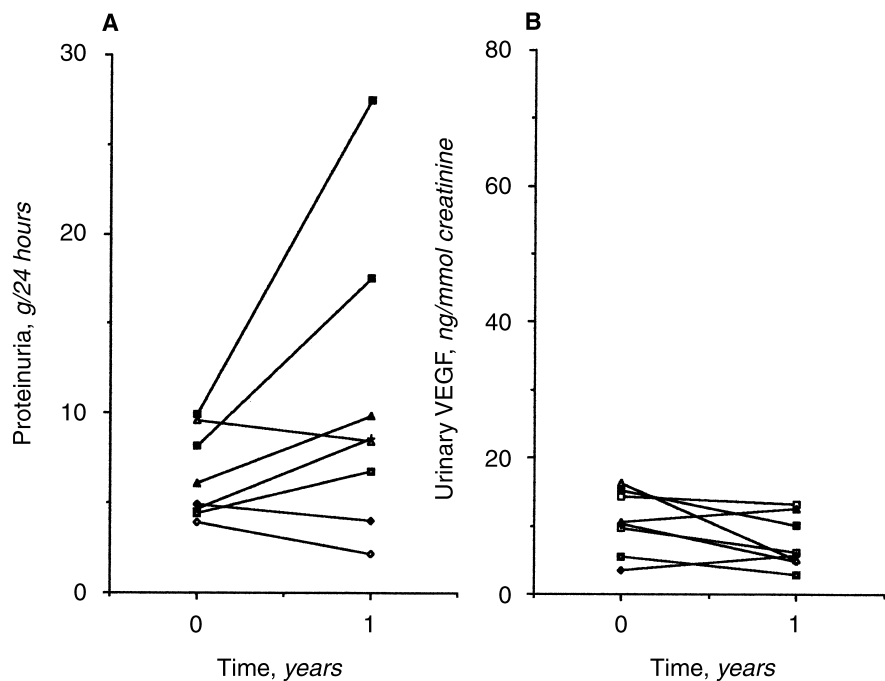 A
30
20
10
0
Proteinuria, g/24 hours
0 1
Time, years
B
80
60
40
20
0
Urinary VEGF, ng/mmol creatinine
0 1
Time, years